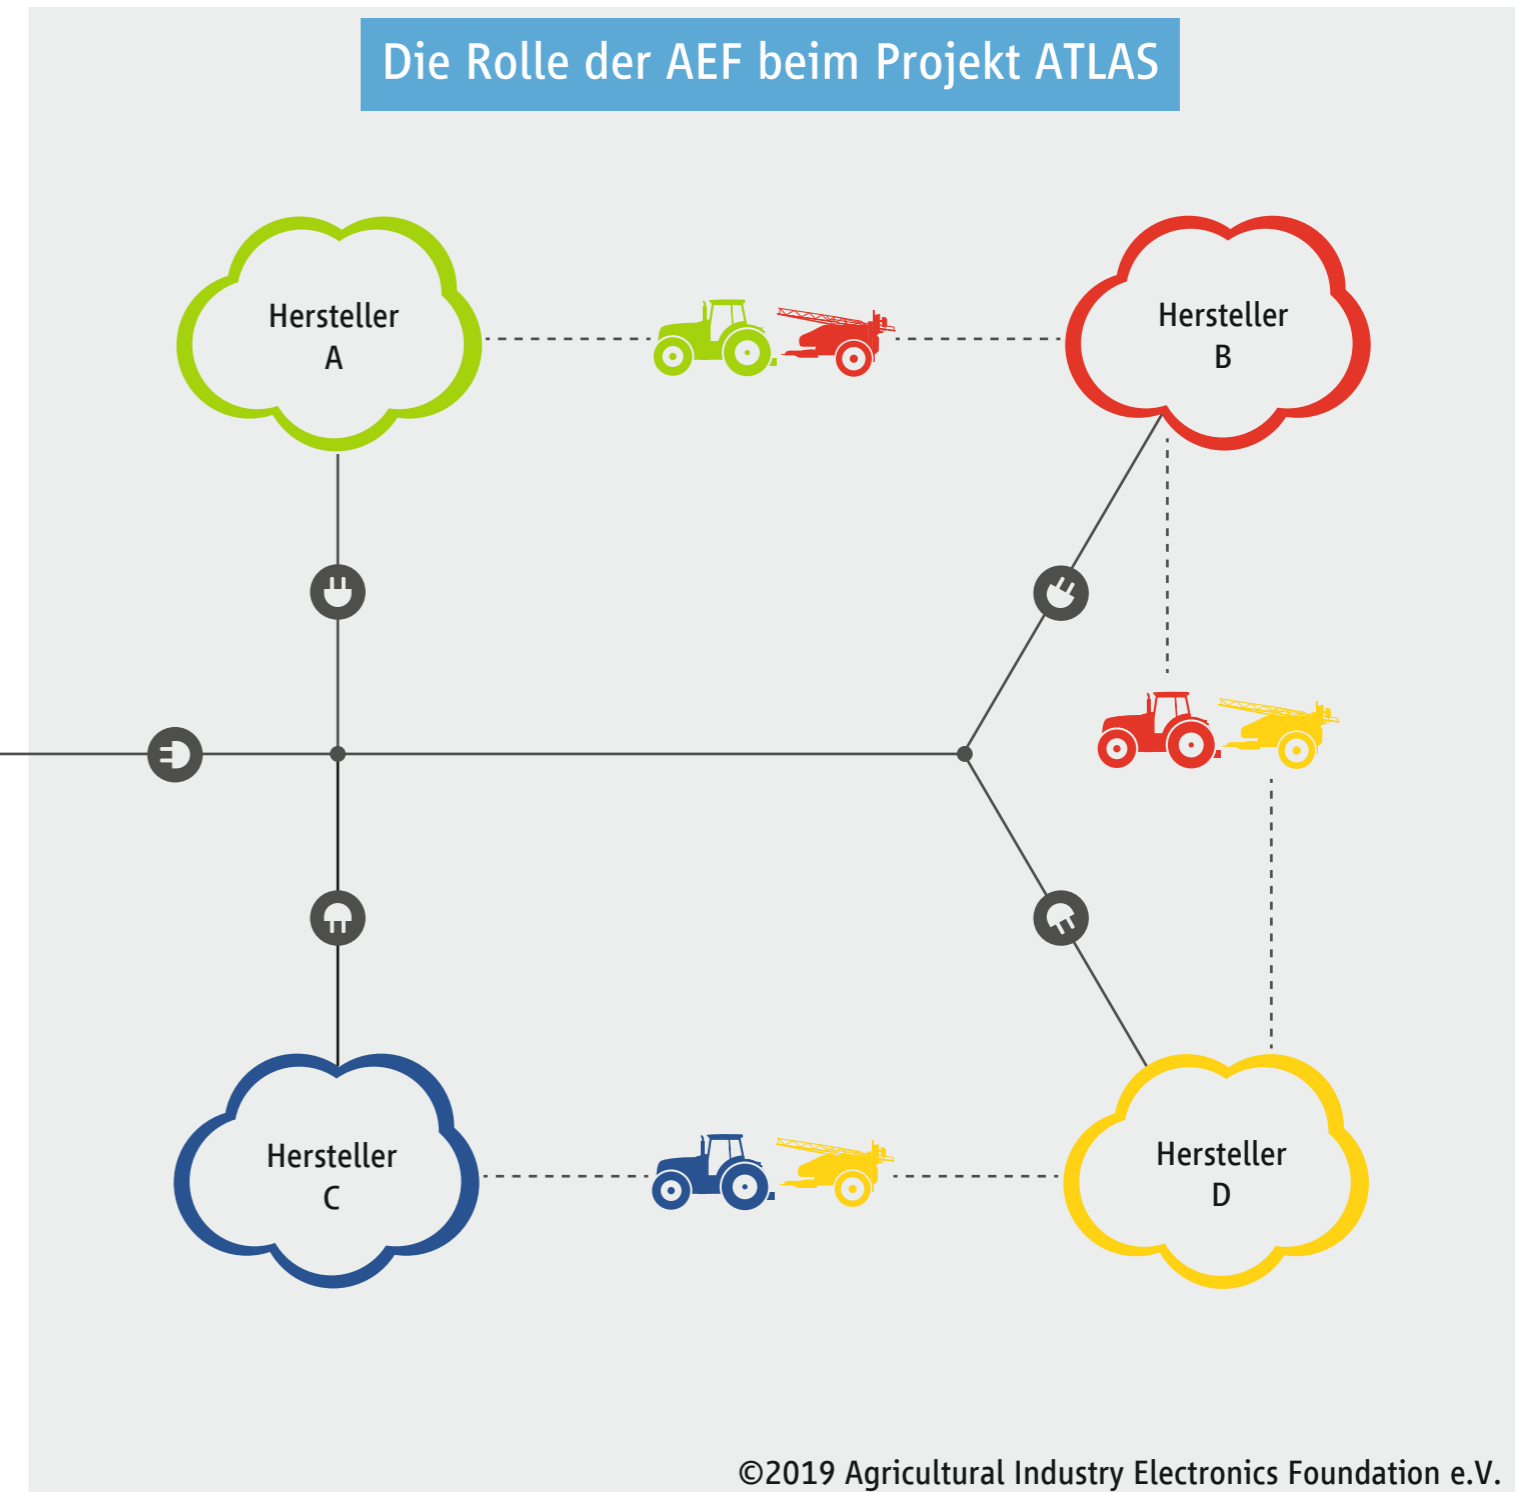 Die Rolle der AEF beim Projekt ATLAS
Hersteller
A
Hersteller
B
Hersteller
C
Hersteller
D
©2019 Agricultural Industry Electronics Foundation e.V.